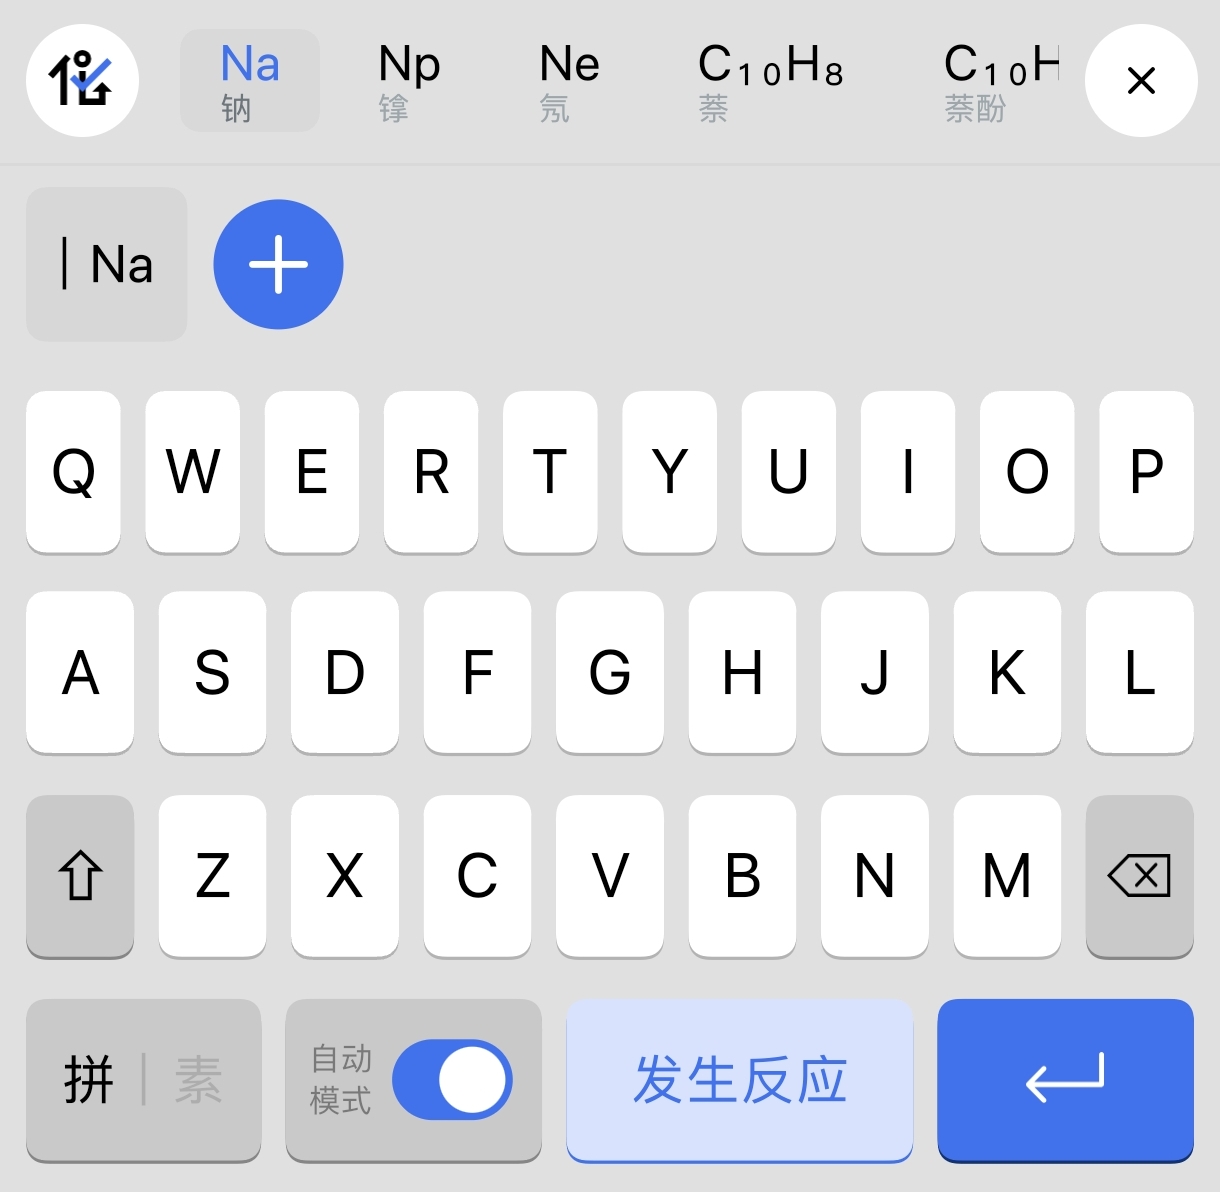 Na Np Ne C₁₀H₈ C₁₀H
钠 镎 氖 萘 萘酚
Na
Q W E R T Y U I O P
A S D F G H J K L
Z X C V B N M
拼 | 素 自动 模式 发生反应